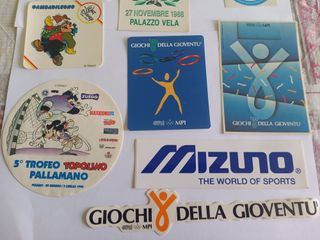 GAMBADILEGNO
27 NOVEMBRE 1988
PALAZZO VELA
GIOCHI DELLA GIOVENTU'
MPI
GIOCHI DELLA GIOVENTU'
5° TROFEO TOPOLINO
PALLAMANO
MIZUNO
THE WORLD OF SPORTS
GIOCHI DELLA GIOVENTU'
MPI